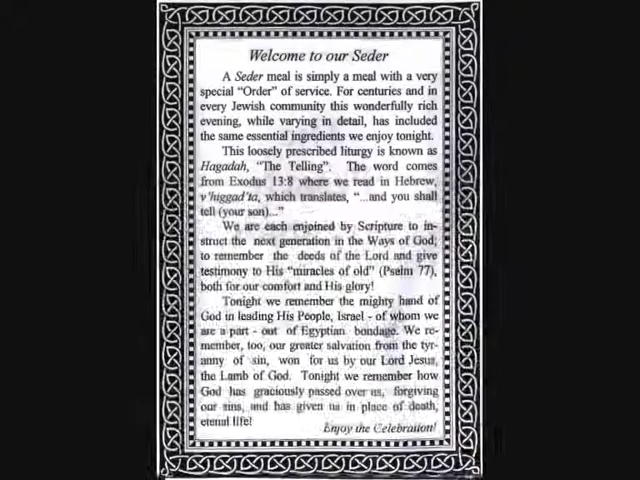 Welcome to our Seder
A Seder meal is simply a meal with a very
special "Order" of service. For centuries and in
every Jewish community this wonderfully rich
evening, while varying in detail, has included
the same essential ingredients we enjoy tonight.
This loosely prescribed liturgy is known as
Hagadah, "The Telling". The word comes
from Exodus 13:8 where we read in Hebrew,
v'higgad'ta, which translates, "...and you shall
tell (your son)..."
We are each enjoined by Scripture to in-
struct the next generation in the Ways of God;
to remember the deeds of the Lord and give
testimony to His "miracles of old" (Psalm 77),
both for our comfort and His glory!
Tonight we remember the mighty hand of
God in leading His People, Israel - of whom we
are a part - out of Egyptian bondage. We re-
member, too, our greater salvation from the tyr-
anny of sin, won for us by our Lord Jesus,
the Lamb of God. Tonight we remember how
God has graciously passed over us, forgiving
our sins, and has given us in place of death,
eternal life!
Enjoy the Celebration!